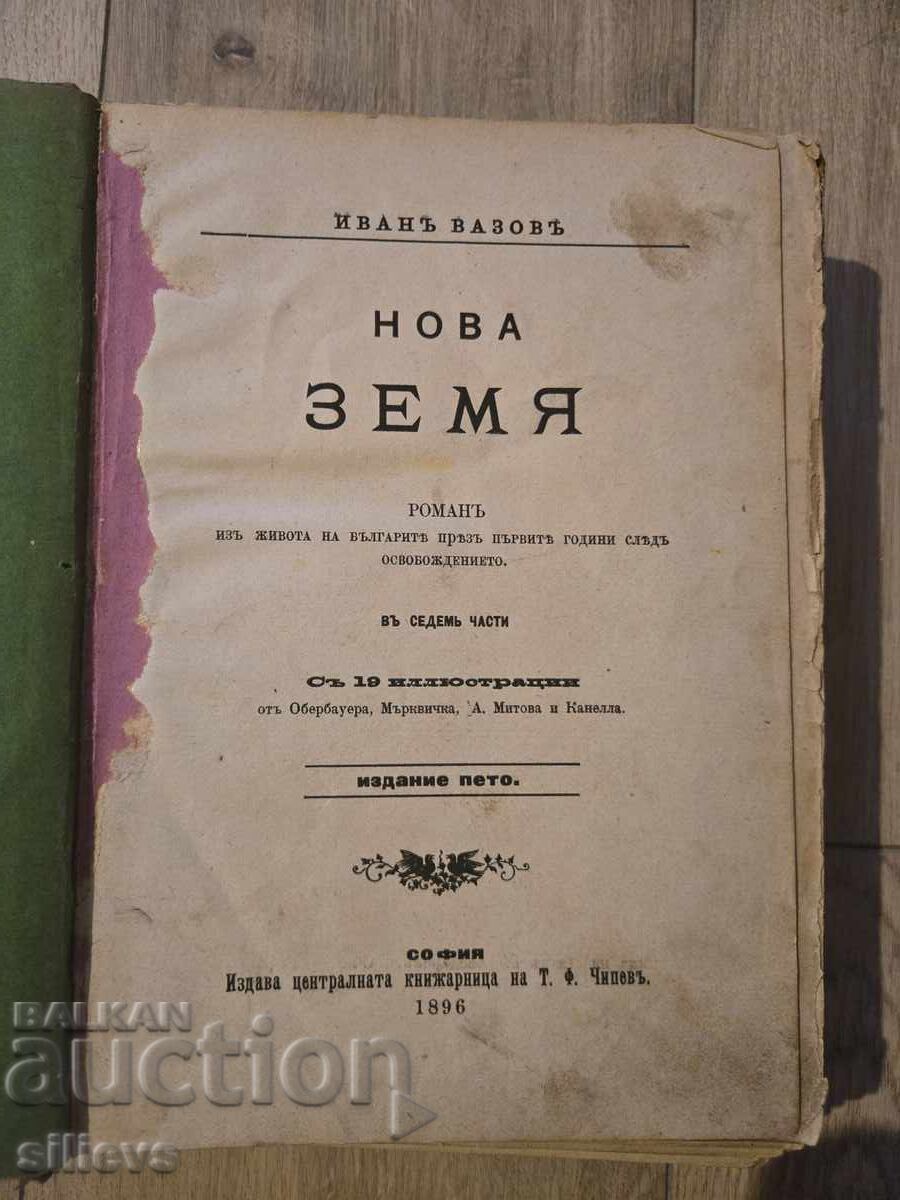 ИВАНЪ ВАЗОВЪ
НОВА
ЗЕМЯ
РОМАНЪ
ИЗЪ ЖИВОТА НА БЪЛГАРИТѢ ПРѢЗЪ ПЪРВИТѢ ГОДИНИ СЛѢДЪ
ОСВОБОЖДЕНИЕТО.
ВЪ СЕДЕМЬ ЧАСТИ
Съ 19 иллюстрации
отъ Обербауера, Мърквичка, А. Митова и Канелла.
издание пето.
СОФИЯ
Издава централната книжарница на Т. Ф. Чипевъ.
1896
BALKAN
auction
silievs